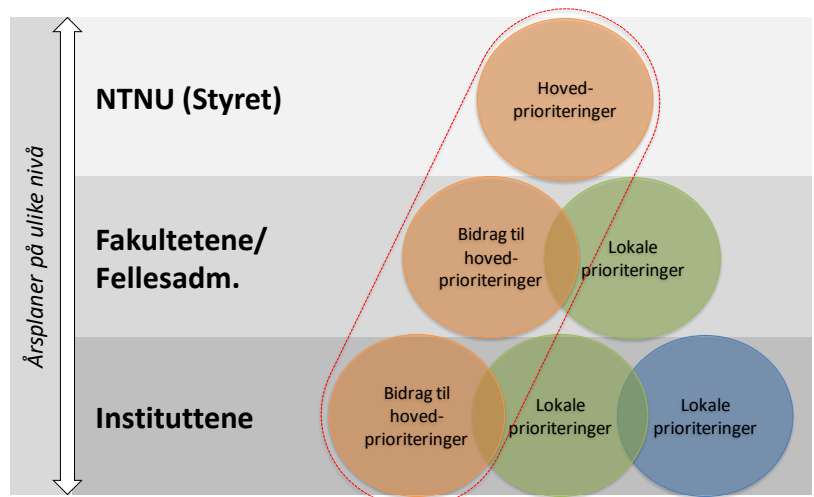 Årsplaner på ulike nivå
NTNU (Styret)
Hoved-
prioriteringer
Fakultetene/
Fellesadm.
Bidrag til
hoved-
prioriteringer
Lokale
prioriteringer
Instituttene
Bidrag til
hoved-
prioriteringer
Lokale
prioriteringer
Lokale
prioriteringer